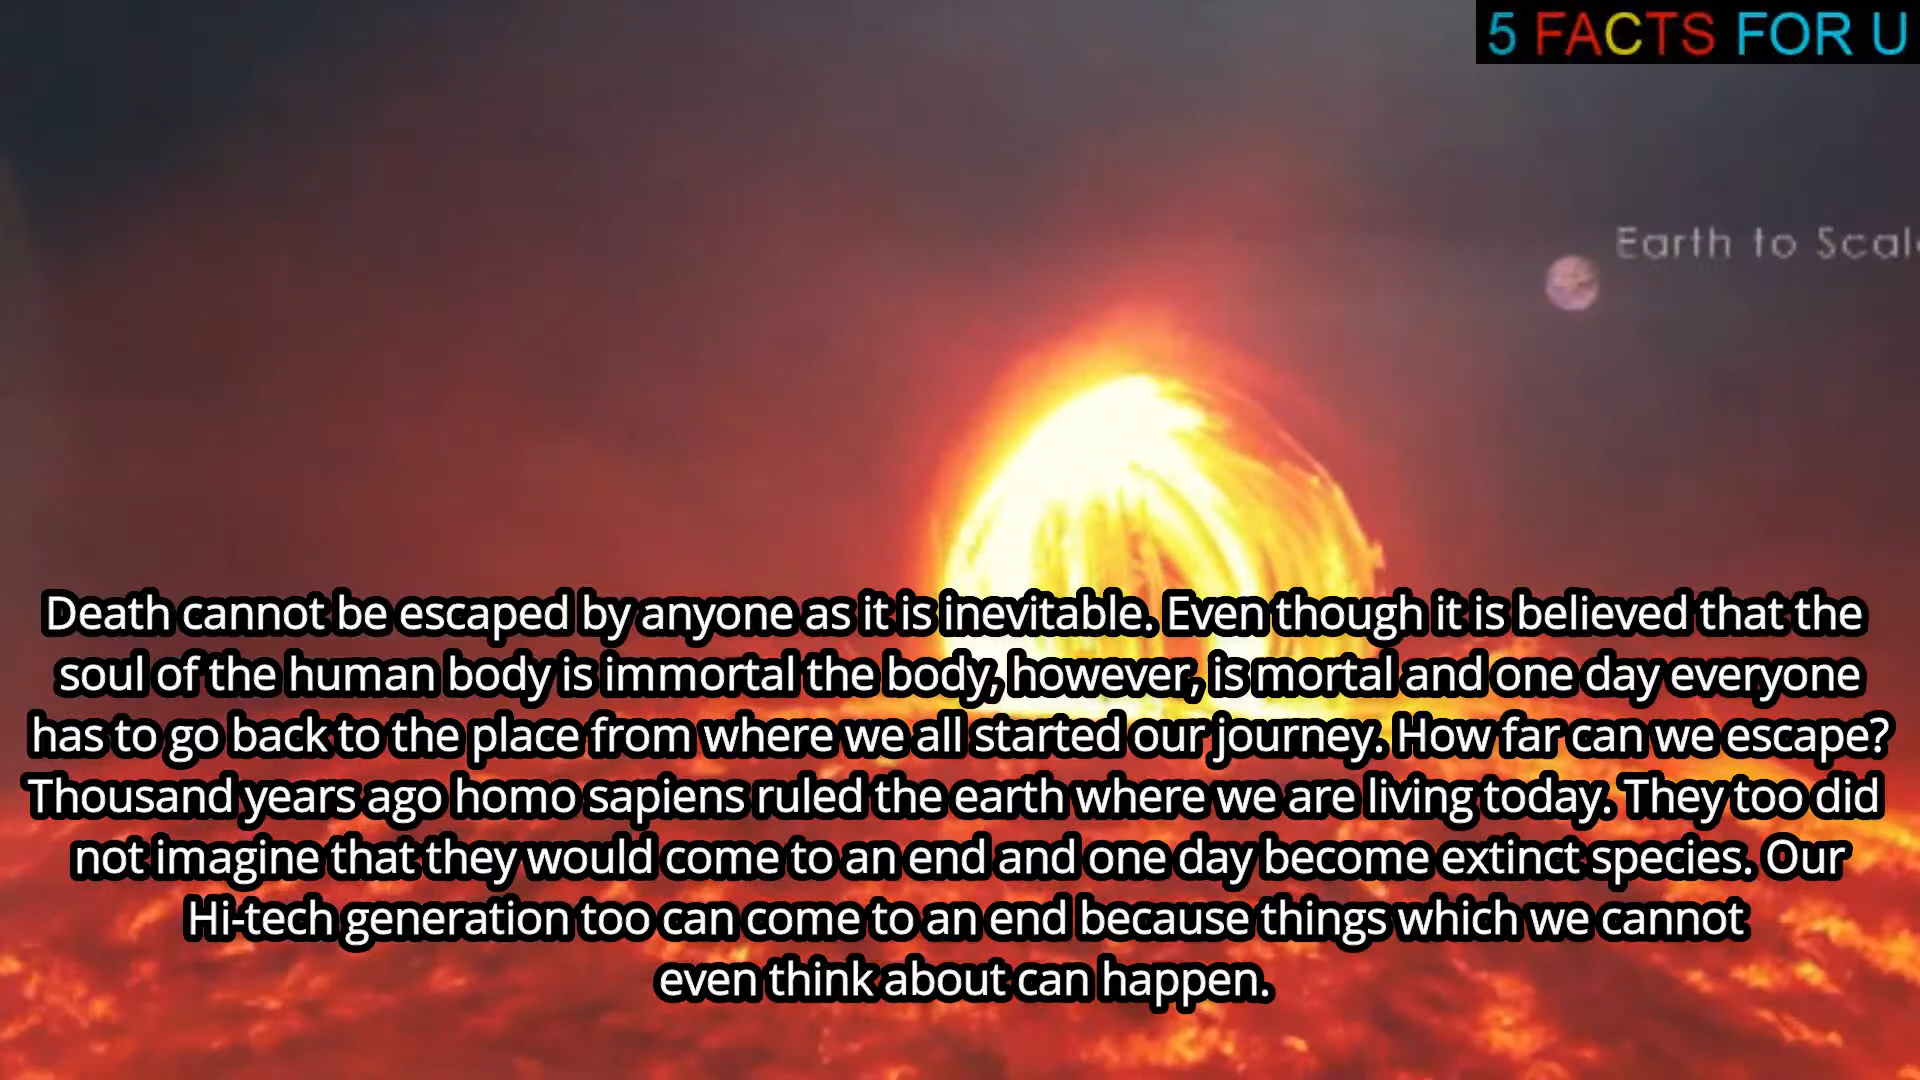 5 FACTS FOR U
Earth to Scale
Death cannot be escaped by anyone as it is inevitable. Even though it is believed that the
soul of the human body is immortal the body, however, is mortal and one day everyone
has to go back to the place from where we all started our journey. How far can we escape?
Thousand years ago homo sapiens ruled the earth where we are living today. They too did
not imagine that they would come to an end and one day become extinct species. Our
Hi-tech generation too can come to an end because things which we cannot
even think about can happen.